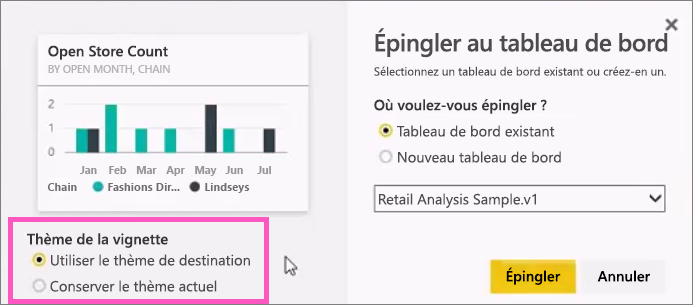 Open Store Count
BY OPEN MONTH, CHAIN
2
1
0
Jan Feb Mar Apr May Jun Jul
Chain Fashions Dir... Lindseys
Thème de la vignette
Utiliser le thème de destination
Conserver le thème actuel
Épingler au tableau de bord
Sélectionnez un tableau de bord existant ou créez-en un.
Où voulez-vous épingler ?
Tableau de bord existant
Nouveau tableau de bord
Retail Analysis Sample.v1
Épingler Annuler